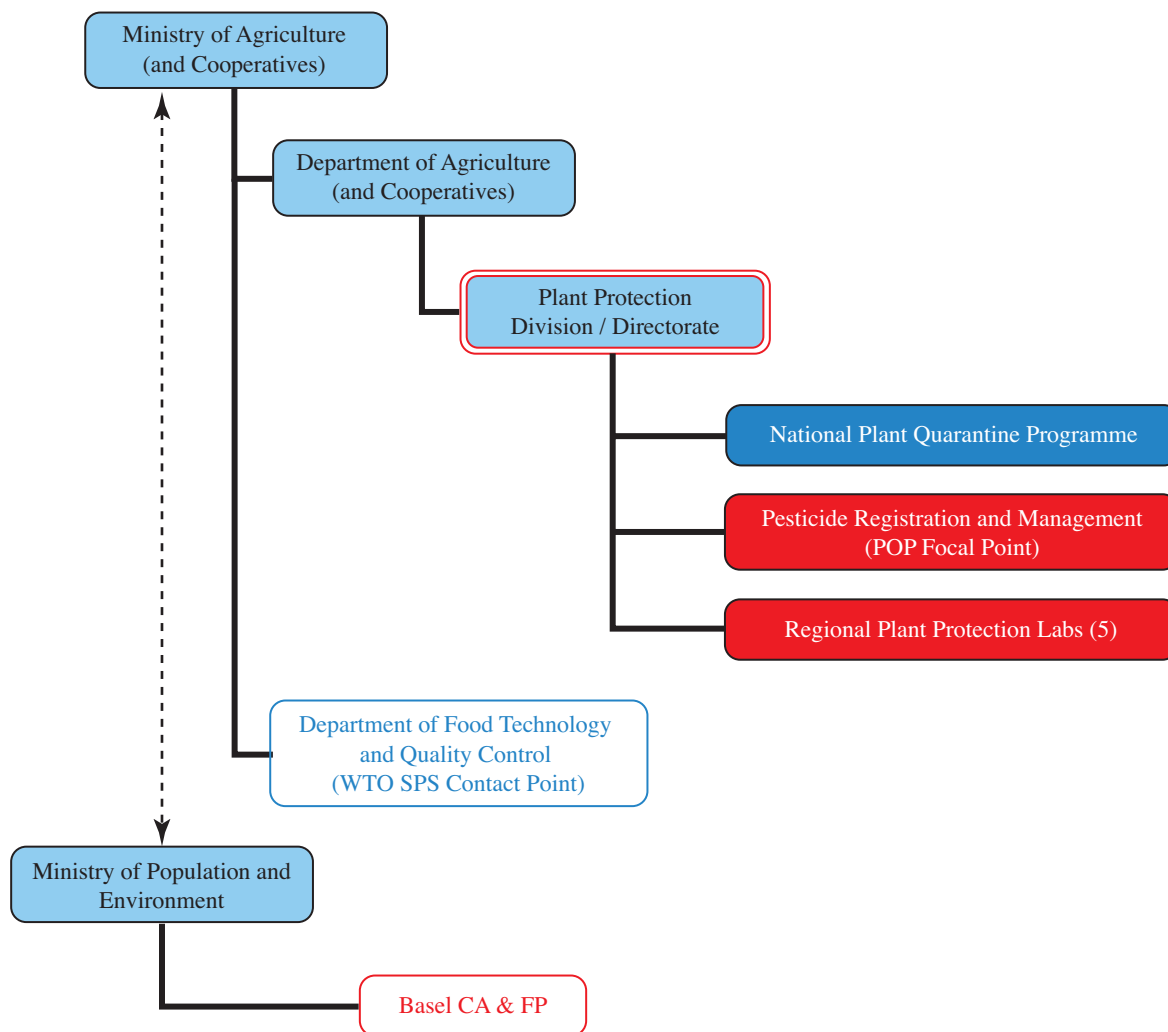 Ministry of Agriculture
(and Cooperatives)
Department of Agriculture
(and Cooperatives)
Plant Protection
Division / Directorate
National Plant Quarantine Programme
Pesticide Registration and Management
(POP Focal Point)
Regional Plant Protection Labs (5)
Department of Food Technology
and Quality Control
(WTO SPS Contact Point)
Ministry of Population and
Environment
Basel CA & FP